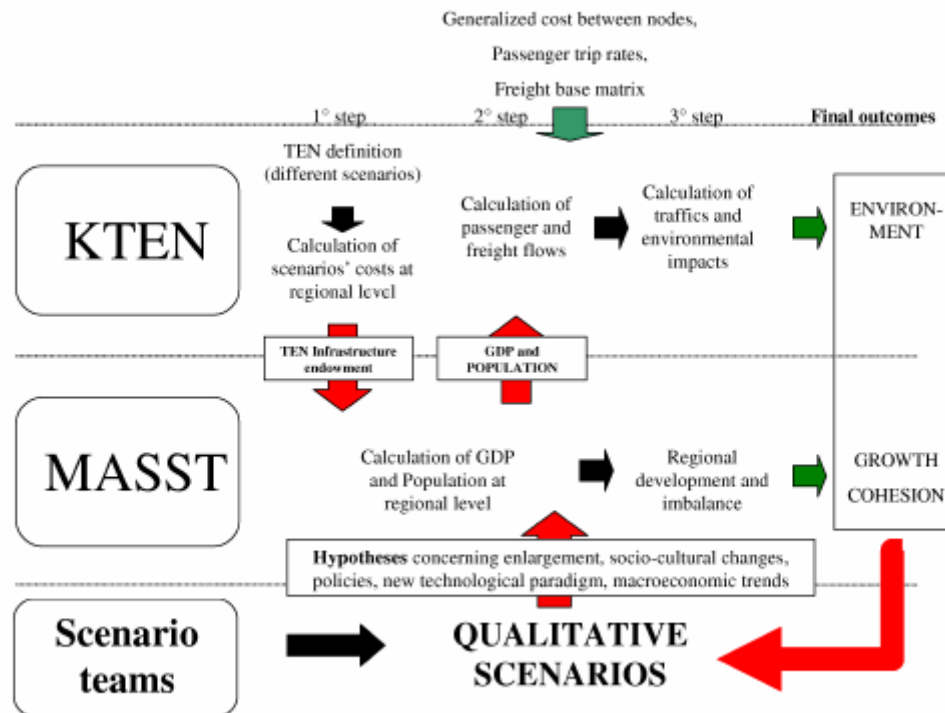 Generalized cost between nodes,
Passenger trip rates,
Freight base matrix
1° step
2° step
3° step
Final outcomes
KTEN
TEN definition
(different scenarios)
Calculation of
scenarios' costs at
regional level
Calculation of
passenger and
freight flows
Calculation of
traffics and
environmental
impacts
ENVIRON-
MENT
TEN Infrastructure
endowment
GDP and
POPULATION
MASST
Calculation of GDP
and Population at
regional level
Regional
development and
imbalance
GROWTH
COHESION
Hypotheses concerning enlargement, socio-cultural changes,
policies, new technological paradigm, macroeconomic trends
Scenario
teams
QUALITATIVE
SCENARIOS